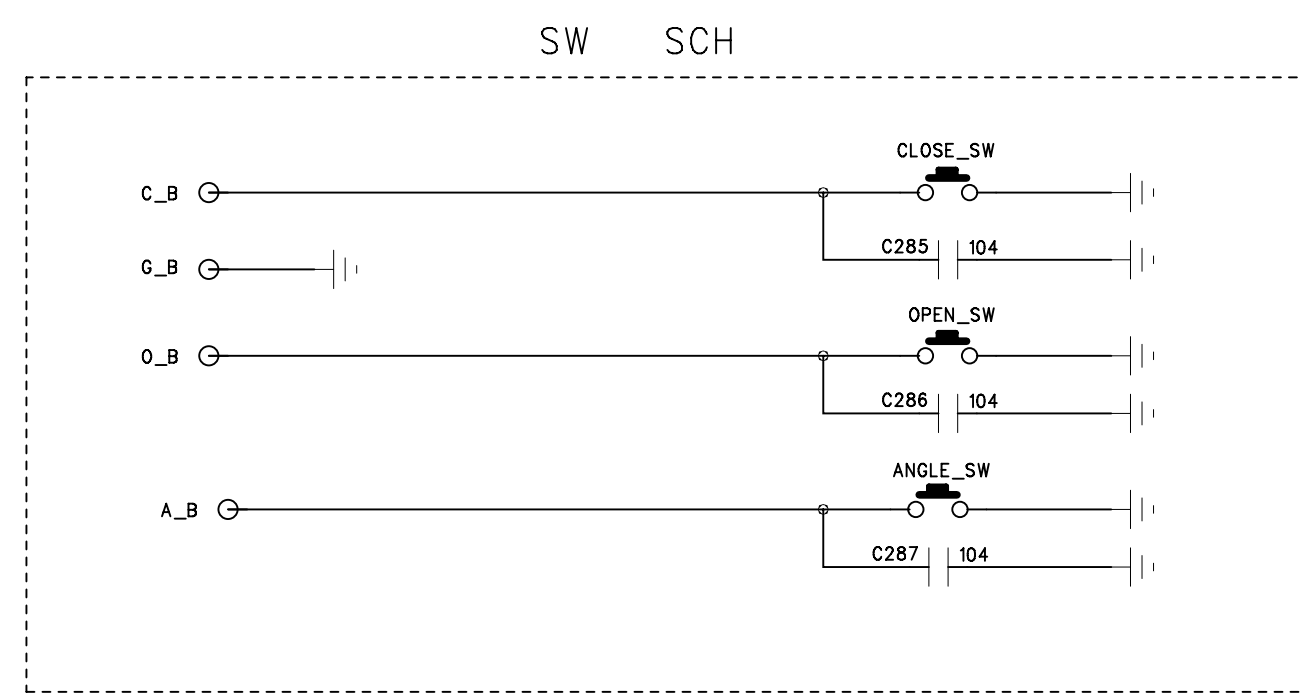 SW SCH
CLOSE_SW
C_B
C285 104
G_B
OPEN_SW
O_B
C286 104
ANGLE_SW
A_B
C287 104